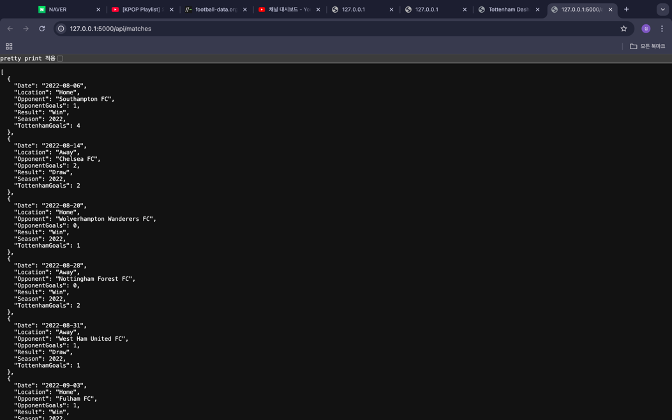 NAVER
[KPOP Playlist]
football-data.org
채널 대시보드 - Yo
127.0.0.1
127.0.0.1
Tottenham Dash
127.0.0.1:5000/
127.0.0.1:5000/api/matches
모든 북마크
pretty print 적용
[
{
"Date": "2022-08-06",
"Location": "Home",
"Opponent": "Southampton FC",
"OpponentGoals": 1,
"Result": "Win",
"Season": 2022,
"TottenhamGoals": 4
},
{
"Date": "2022-08-14",
"Location": "Away",
"Opponent": "Chelsea FC",
"OpponentGoals": 2,
"Result": "Draw",
"Season": 2022,
"TottenhamGoals": 2
},
{
"Date": "2022-08-20",
"Location": "Home",
"Opponent": "Wolverhampton Wanderers FC",
"OpponentGoals": 0,
"Result": "Win",
"Season": 2022,
"TottenhamGoals": 1
},
{
"Date": "2022-08-28",
"Location": "Away",
"Opponent": "Nottingham Forest FC",
"OpponentGoals": 0,
"Result": "Win",
"Season": 2022,
"TottenhamGoals": 2
},
{
"Date": "2022-08-31",
"Location": "Away",
"Opponent": "West Ham United FC",
"OpponentGoals": 1,
"Result": "Draw",
"Season": 2022,
"TottenhamGoals": 1
},
{
"Date": "2022-09-03",
"Location": "Home",
"Opponent": "Fulham FC",
"OpponentGoals": 1,
"Result": "Win",
"Season": 2022,